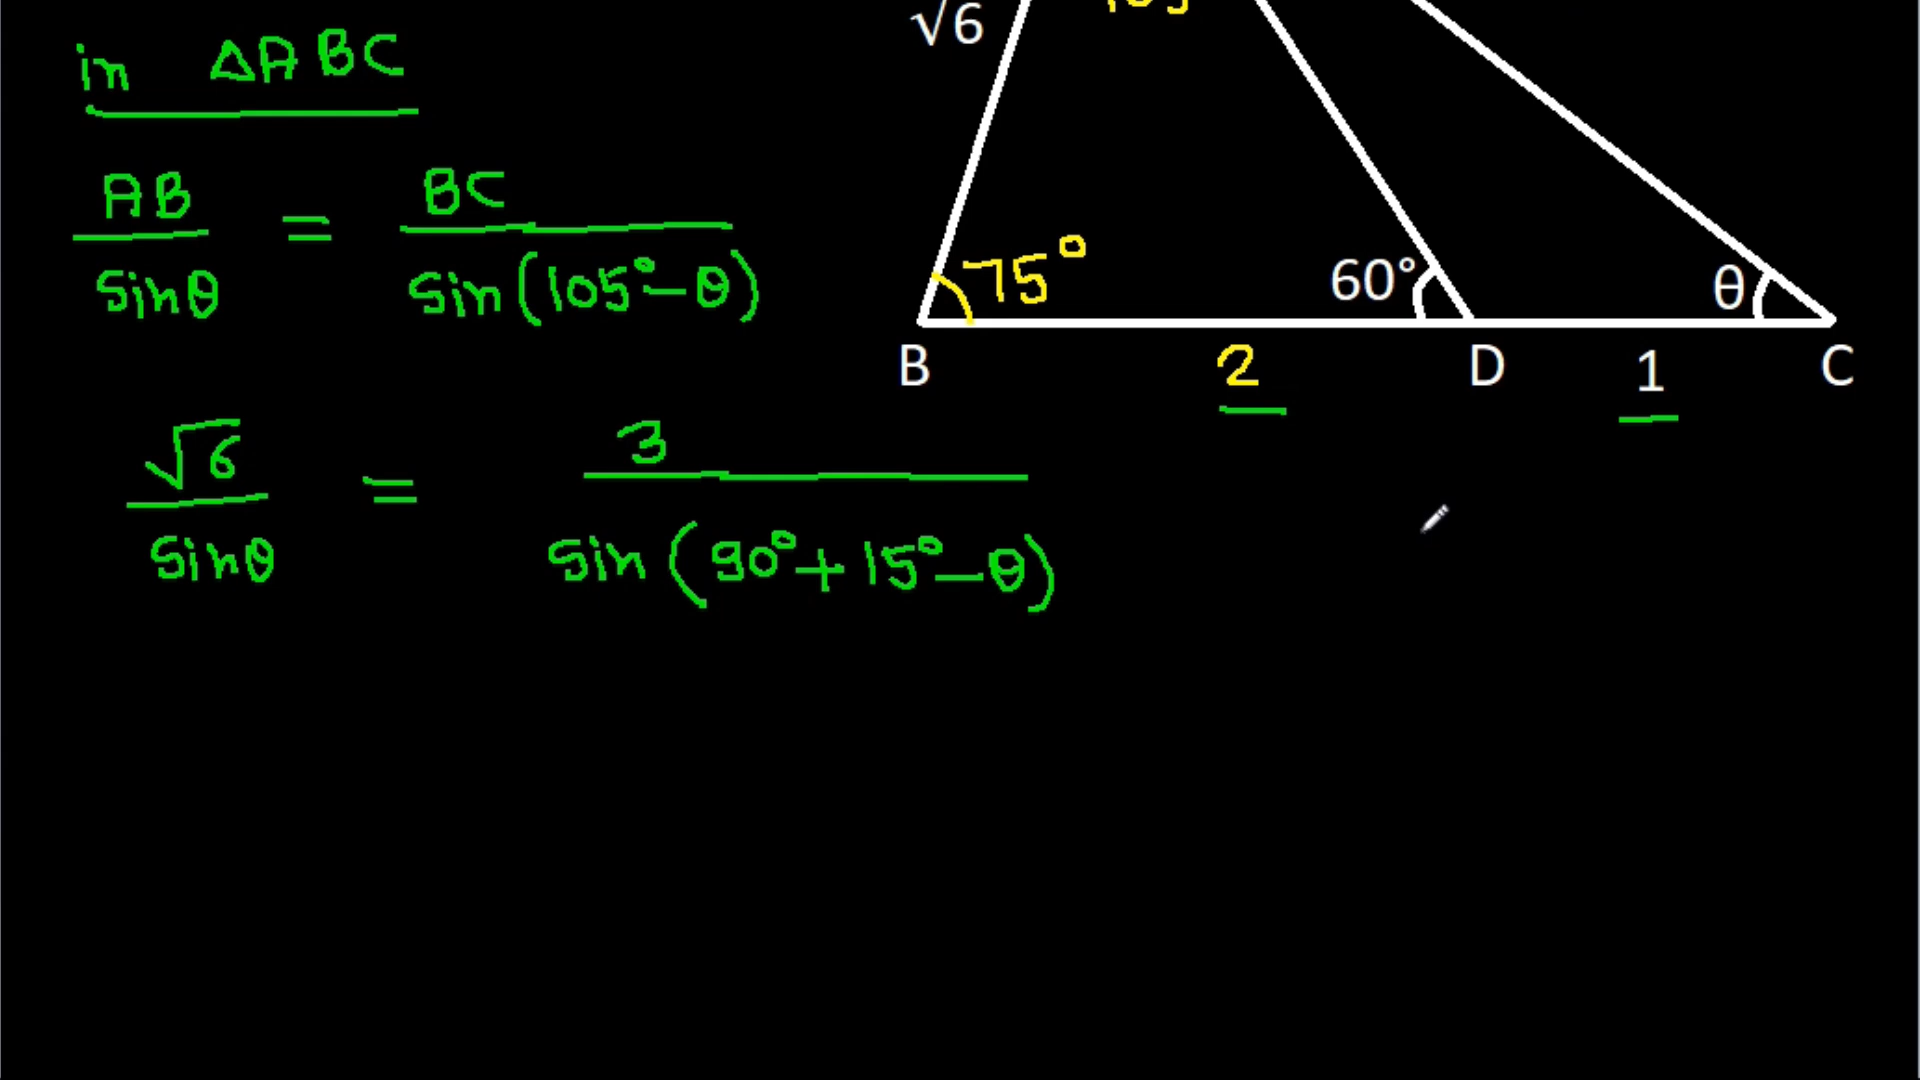 in ΔABC
AB/Sinθ = BC/Sin(105°-θ)
√6/Sinθ = 3/Sin(90°+15°-θ)
√6
75°
60°
θ
B
2
D
1
C